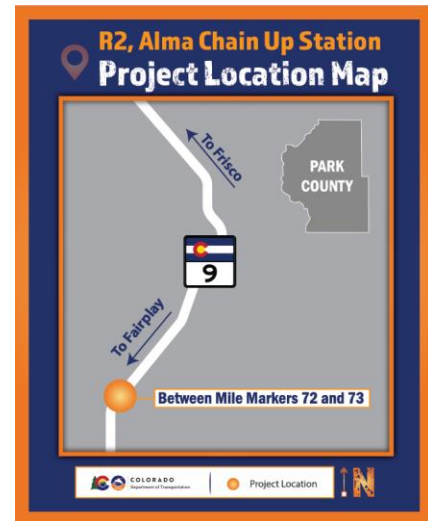 R2, Alma Chain Up Station
Project Location Map
To Frisco
PARK
COUNTY
9
To Fairplay
Between Mile Markers 72 and 73
COLORADO
Department of Transportation
Project Location
N